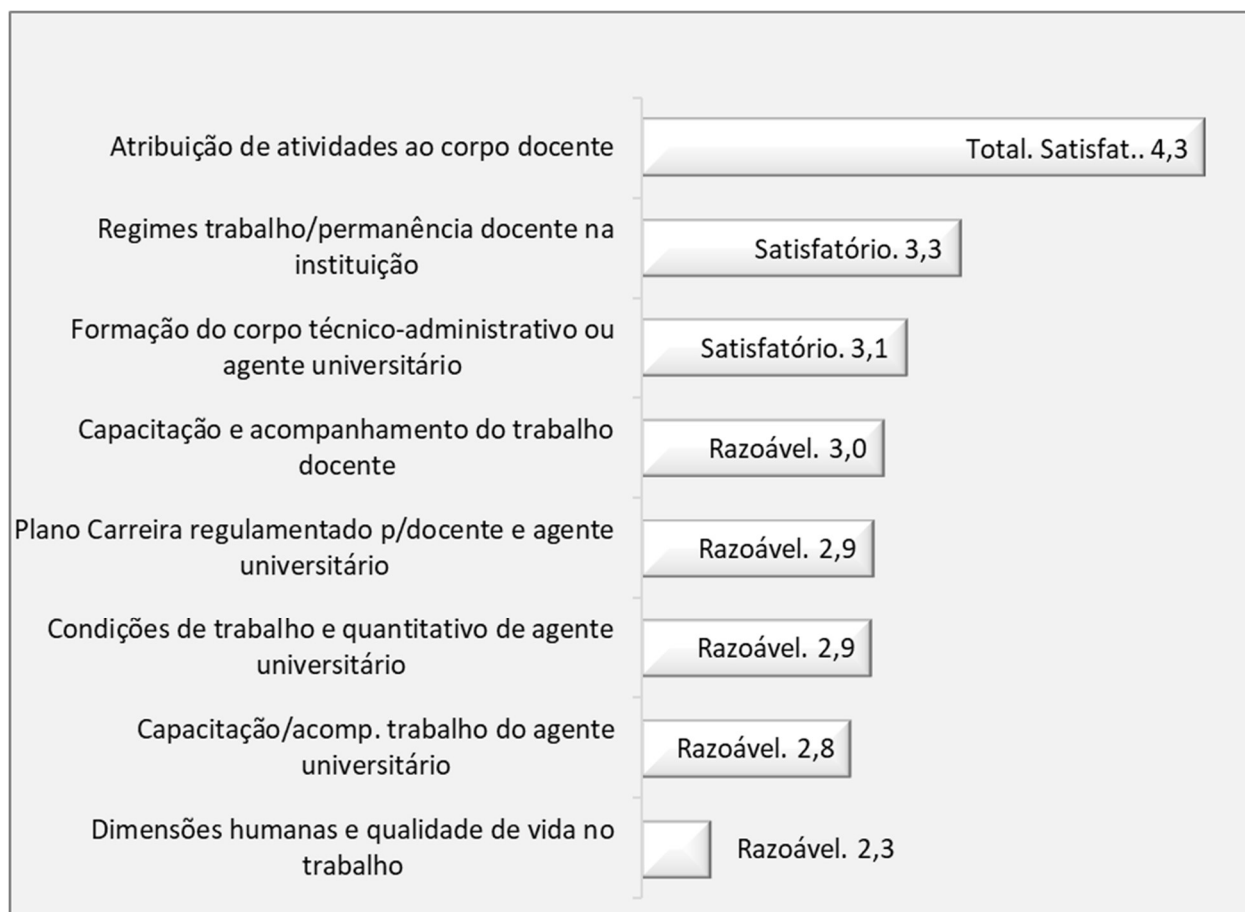 Atribuição de atividades ao corpo docente
Total. Satisfat.. 4,3
Regimes trabalho/permanência docente na
instituição
Satisfatório. 3,3
Formação do corpo técnico-administrativo ou
agente universitário
Satisfatório. 3,1
Capacitação e acompanhamento do trabalho
docente
Razoável. 3,0
Plano Carreira regulamentado p/docente e agente
universitário
Razoável. 2,9
Condições de trabalho e quantitativo de agente
universitário
Razoável. 2,9
Capacitação/acomp. trabalho do agente
universitário
Razoável. 2,8
Dimensões humanas e qualidade de vida no
trabalho
Razoável. 2,3